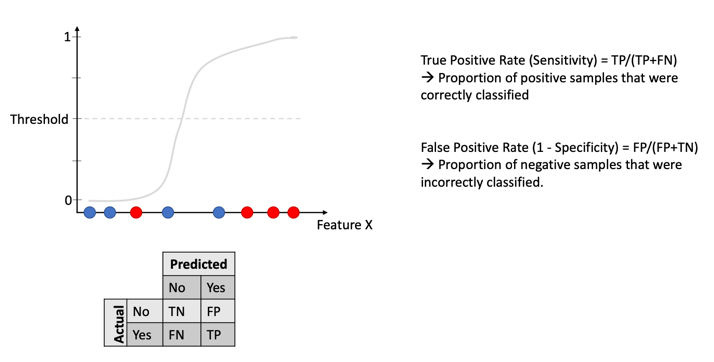 1
Threshold
0
Feature X
True Positive Rate (Sensitivity) = TP/(TP+FN)
→ Proportion of positive samples that were
correctly classified
False Positive Rate (1 - Specificity) = FP/(FP+TN)
→ Proportion of negative samples that were
incorrectly classified.
Predicted
No Yes
Actual
No TN FP
Yes FN TP